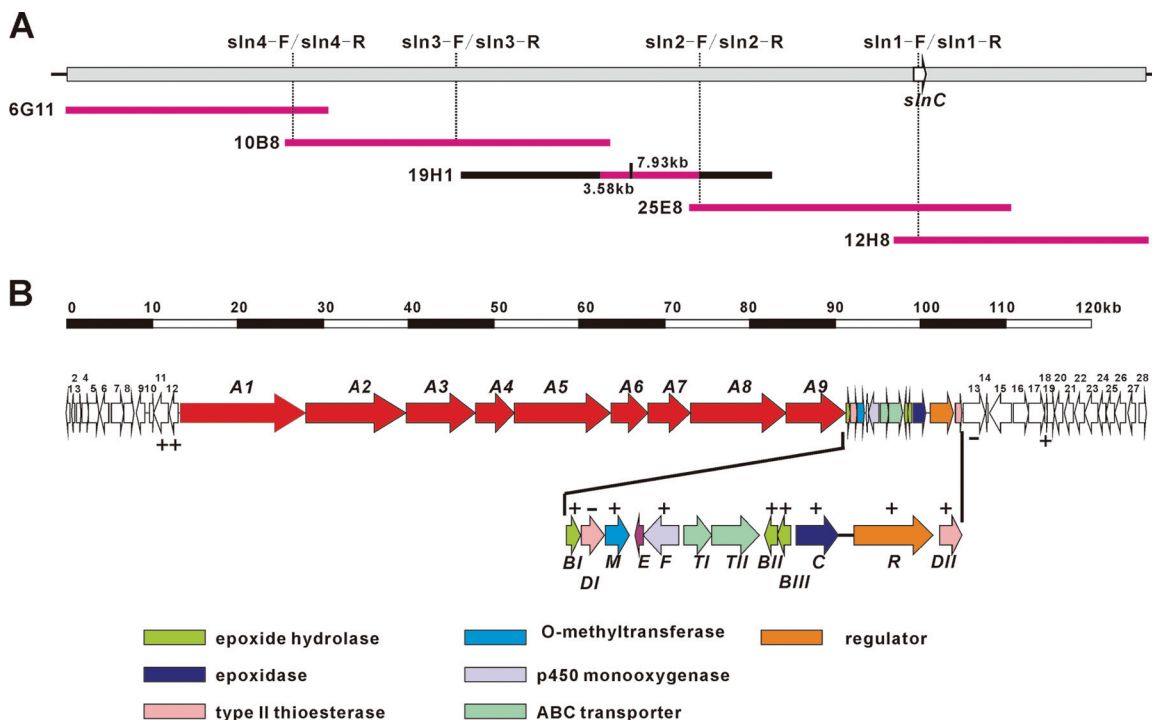 A
sln4-F/sln4-R sln3-F/sln3-R sln2-F/sln2-R sln1-F/sln1-R
slnC
6G11
10B8
19H1 7.93kb
3.58kb
25E8
12H8
B
0 10 20 30 40 50 60 70 80 90 100 110 120kb
2 4 11 14 18 20 22 24 26 28
1 3 5 6 7 8 9 10 12 A1 A2 A3 A4 A5 A6 A7 A8 A9 13 15 16 17 19 21 23 25 27
++ − +
+ − + + ++ + + +
BI M E F TI TII BII C R DII
DI BIII
epoxide hydrolase O-methyltransferase regulator
epoxidase p450 monooxygenase
type II thioesterase ABC transporter